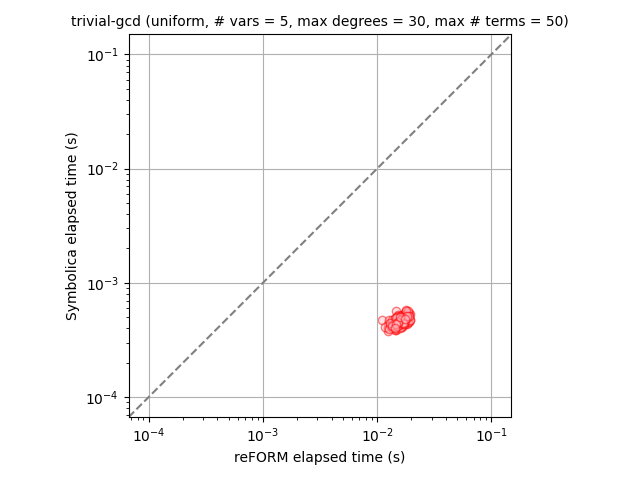 trivial-gcd (uniform, # vars = 5, max degrees = 30, max # terms = 50)
Symbolica elapsed time (s)
10⁻¹
10⁻²
10⁻³
10⁻⁴
10⁻⁴ 10⁻³ 10⁻² 10⁻¹
reFORM elapsed time (s)